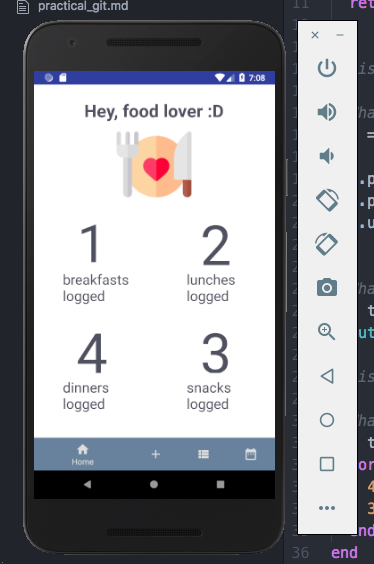 practical_git.md
7:08
Hey, food lover :D
1
breakfasts
logged
2
lunches
logged
4
dinners
logged
3
snacks
logged
Home
36 end